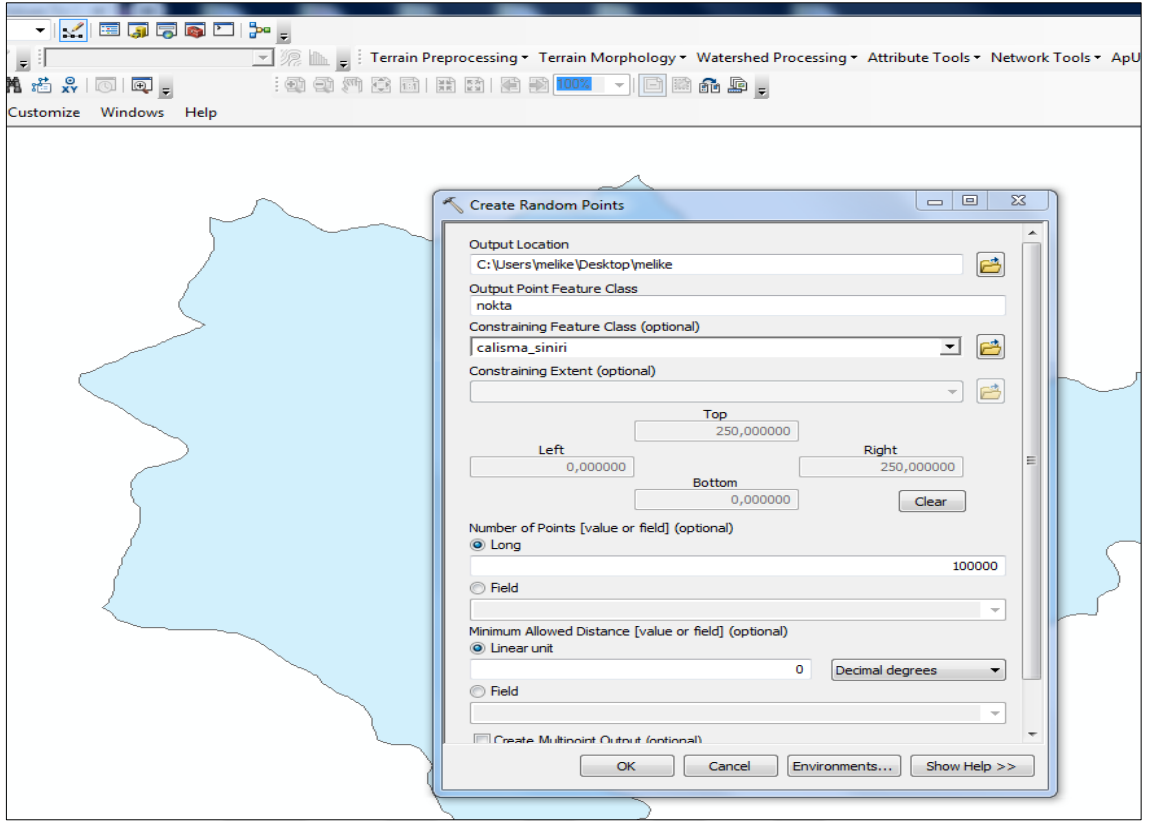 Terrain Preprocessing Terrain Morphology Watershed Processing Attribute Tools Network Tools ApU
XY 100%
Customize Windows Help
Create Random Points
Output Location
C:\Users\melike\Desktop\melike
Output Point Feature Class
nokta
Constraining Feature Class (optional)
calisma_siniri
Constraining Extent (optional)
Top
250,000000
Left Right
0,000000 250,000000
Bottom
0,000000 Clear
Number of Points [value or field] (optional)
Long
100000
Field
Minimum Allowed Distance [value or field] (optional)
Linear unit
0 Decimal degrees
Field
Create Multipoint Output (optional)
OK Cancel Environments... Show Help >>